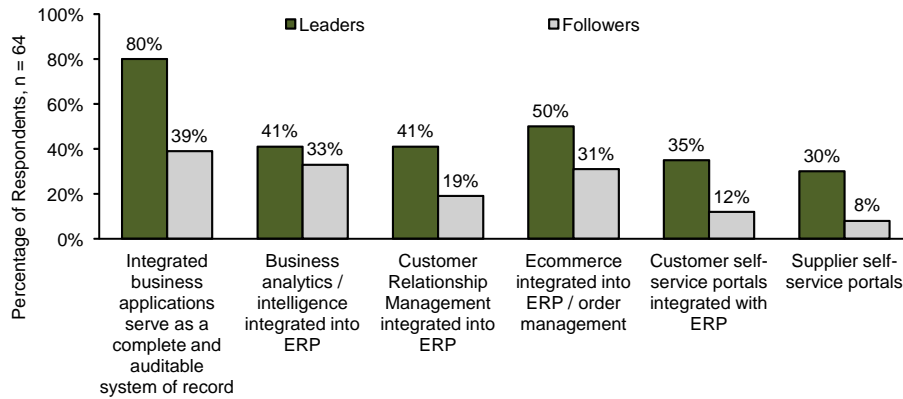 100%
Leaders
Followers
80%
80%
60%
50%
41%
41%
39%
40%
35%
33%
31%
30%
19%
20%
12%
8%
0%
Percentage of Respondents, n = 64
Integrated
business
applications
serve as a
complete and
auditable
system of record
Business
analytics /
intelligence
integrated into
ERP
Customer
Relationship
Management
integrated into
ERP
Ecommerce
integrated into
ERP / order
management
Customer self-
service portals
integrated with
ERP
Supplier self-
service portals